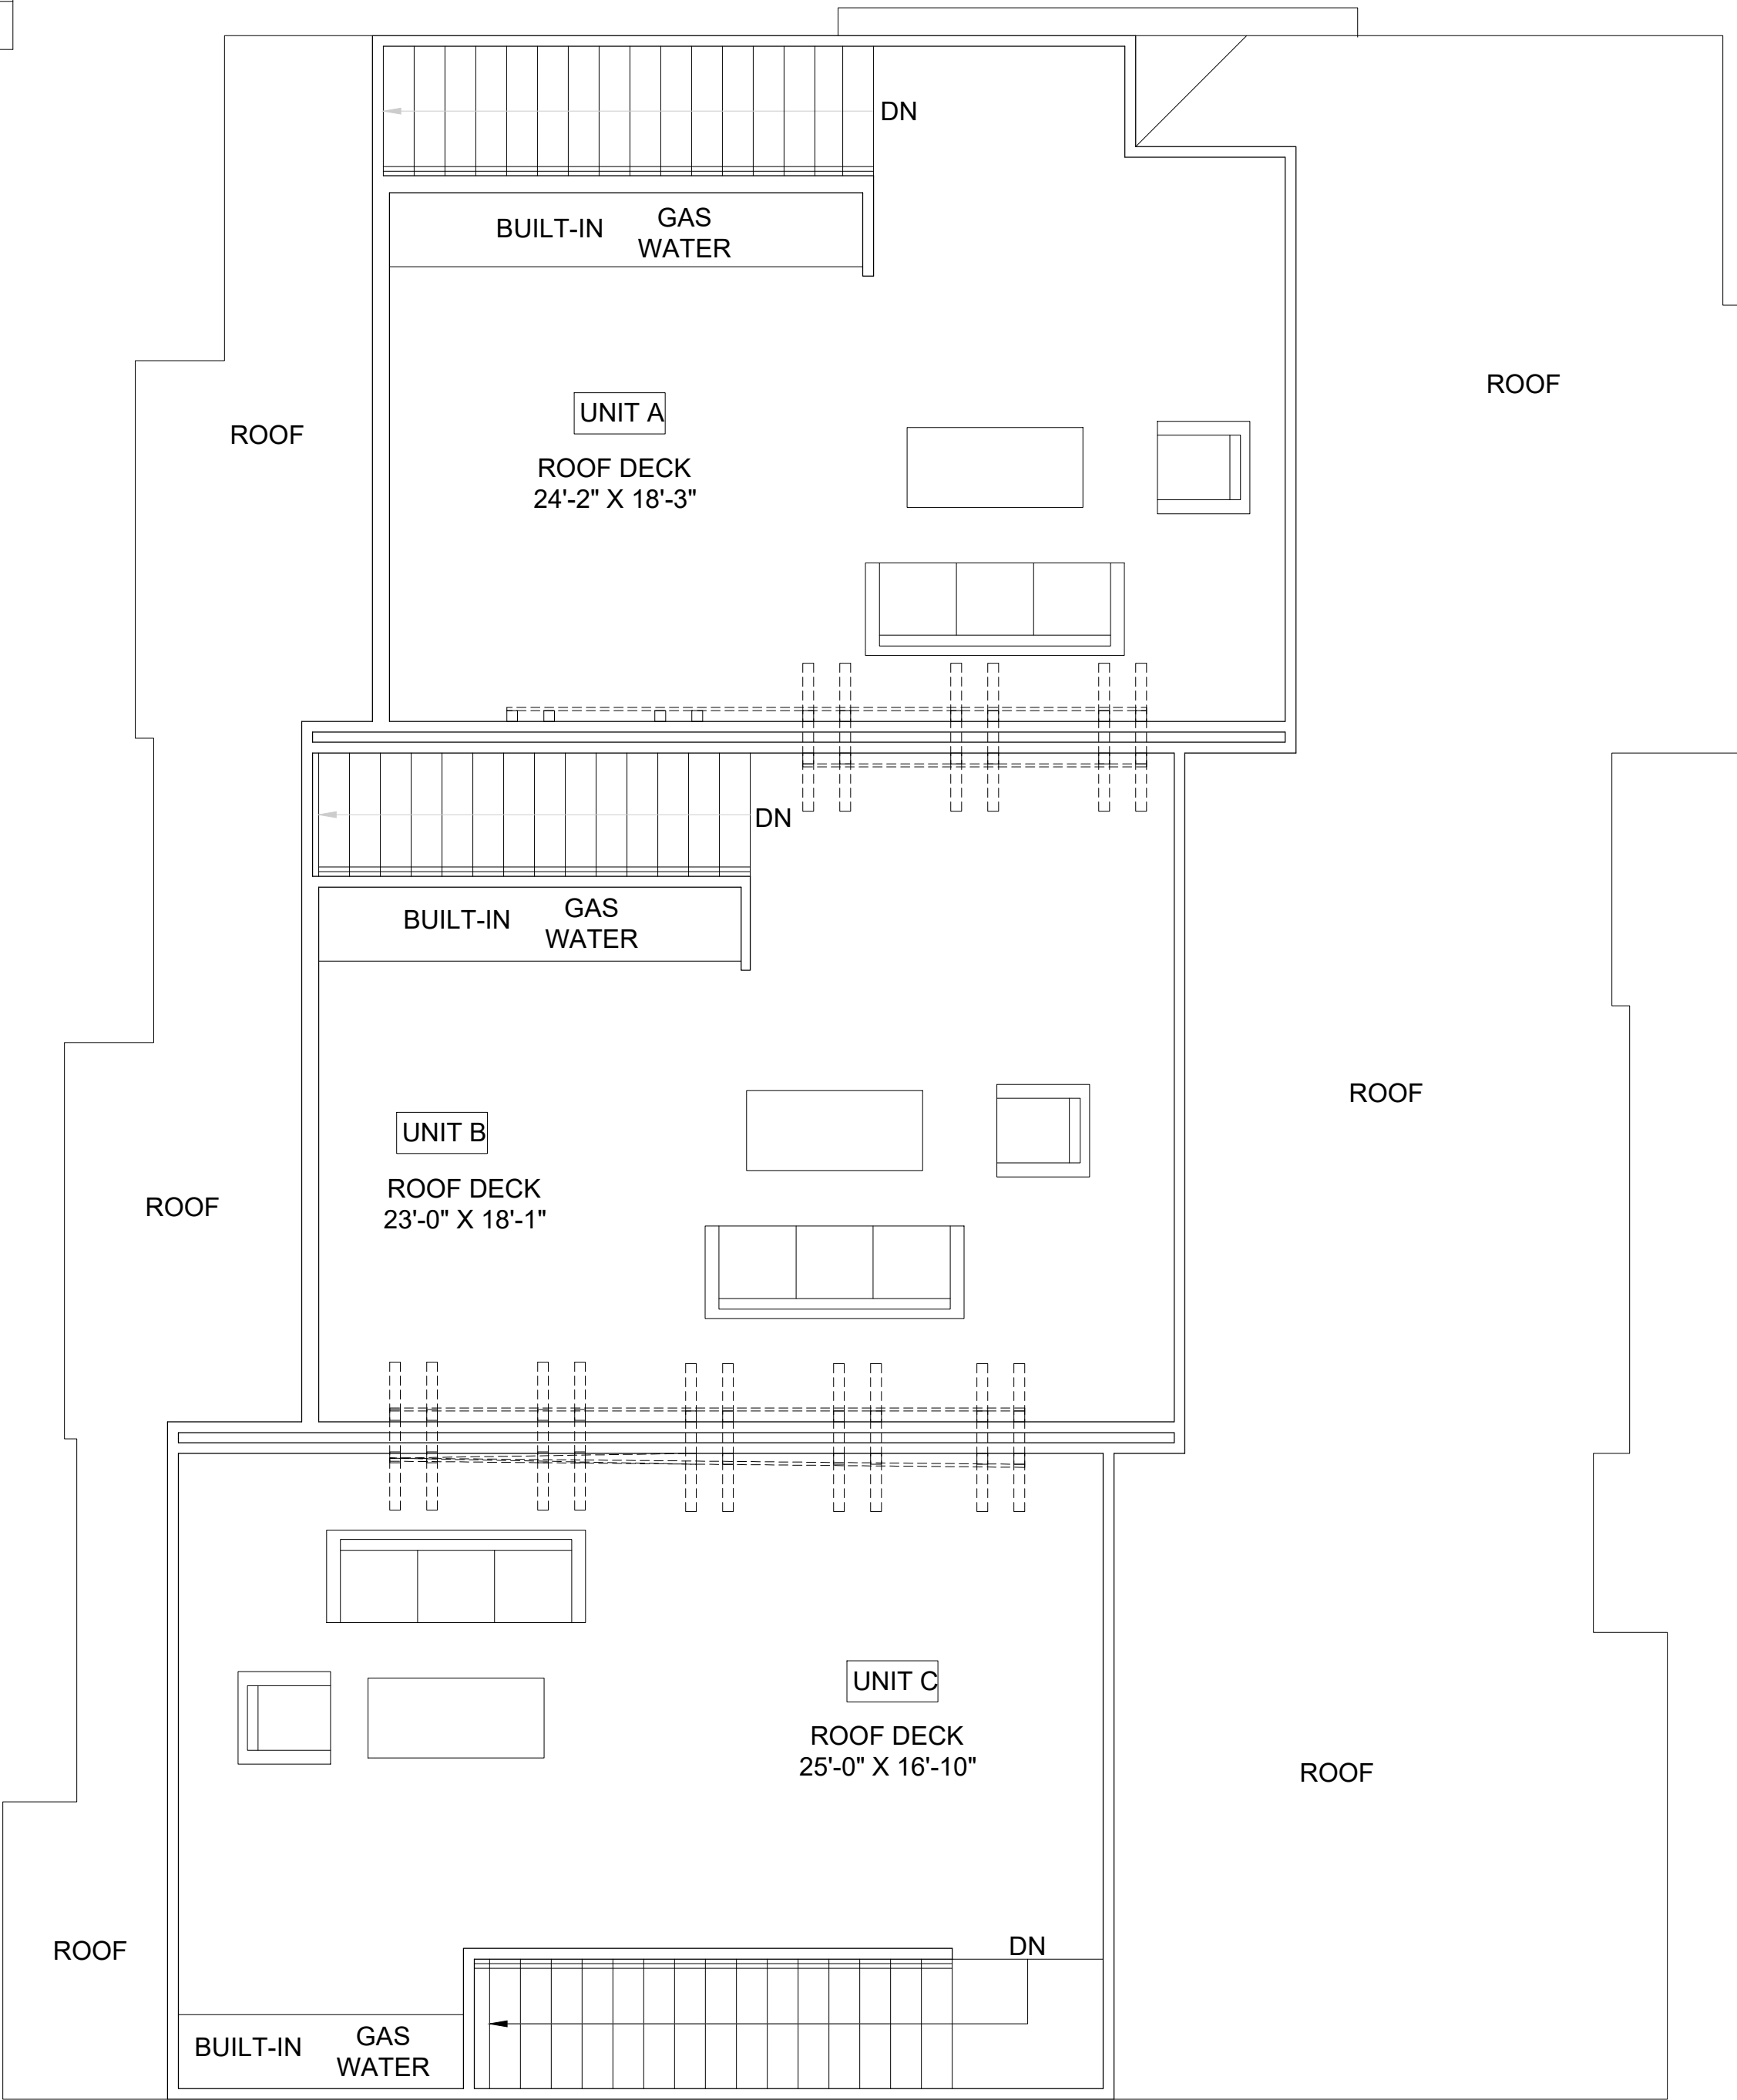 DN
BUILT-IN
GAS
WATER
ROOF
ROOF
UNIT A
ROOF DECK
24'-2" X 18'-3"
DN
BUILT-IN
GAS
WATER
ROOF
UNIT B
ROOF DECK
23'-0" X 18'-1"
ROOF
UNIT C
ROOF DECK
25'-0" X 16'-10"
ROOF
ROOF
DN
BUILT-IN
GAS
WATER